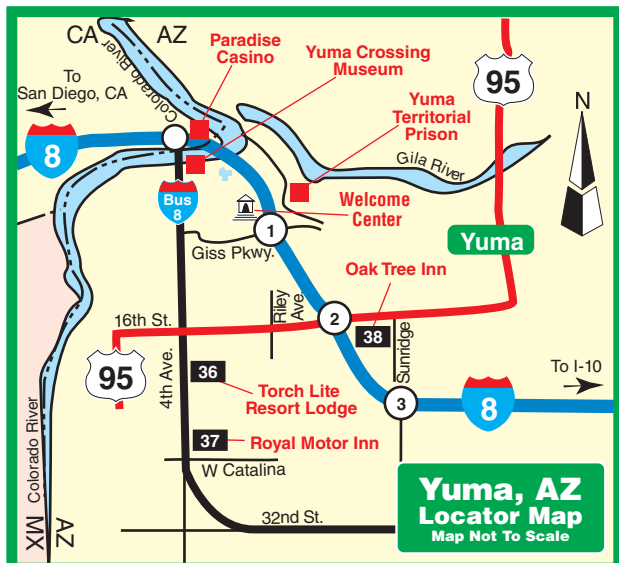 CA
AZ
Colorado River
Paradise
Casino
Yuma Crossing
Museum
To
San Diego, CA
95
N
Yuma
Territorial
Prison
8
Gila River
Bus
8
Welcome
Center
1
Yuma
Giss Pkwy.
Oak Tree Inn
Riley
Ave.
16th St.
2
38
Sunridge
95
4th Ave.
36
Torch Lite
Resort Lodge
To I-10
3
8
37
Royal Motor Inn
W Catalina
Colorado River
MX
AZ
32nd St.
Yuma, AZ
Locator Map
Map Not To Scale